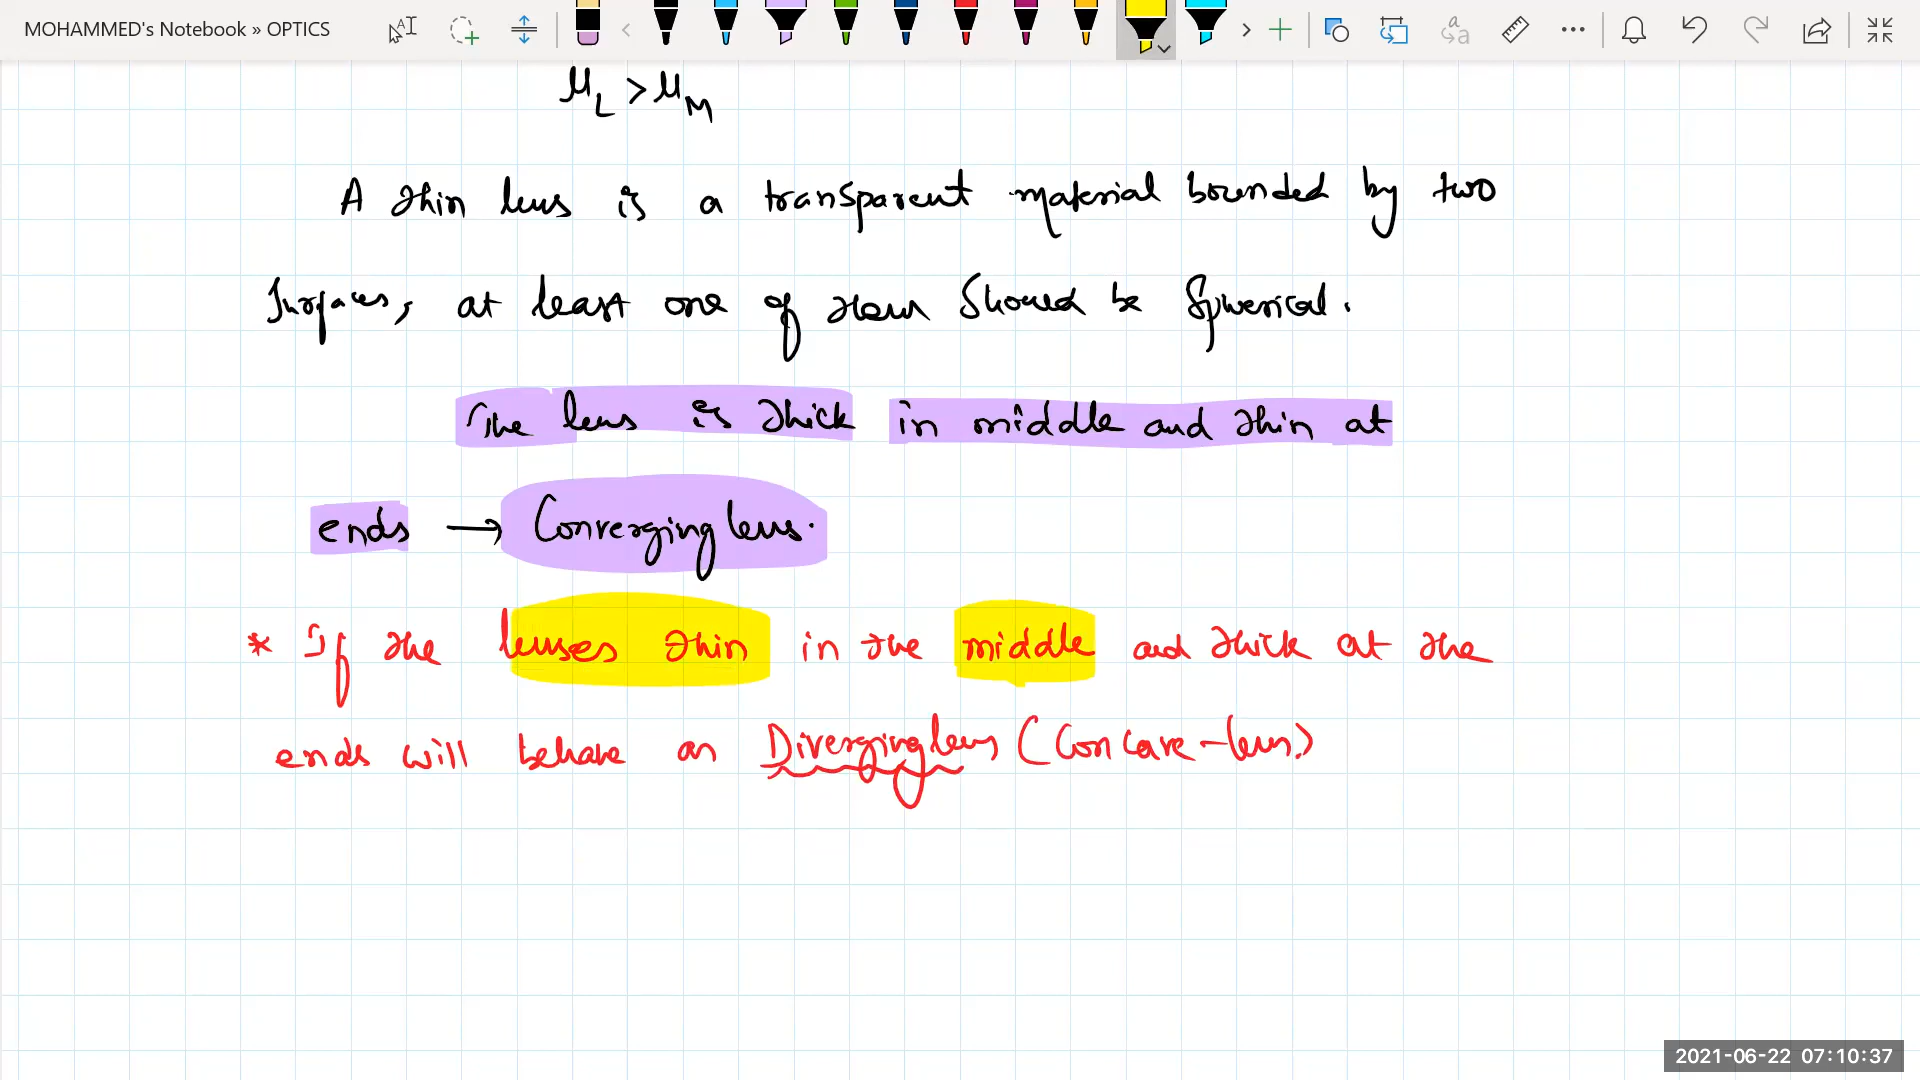 MOHAMMED's Notebook » OPTICS
μL > μM
A thin lens is a transparent material bounded by two
Surfaces, at least one of them should be spherical.
The lens is thick in middle and thin at
ends → Converging lens.
* If the lenses thin in the middle and thick at the
ends will behave as Diverging lens (Concave-lens)
2021-06-22 07:10:37